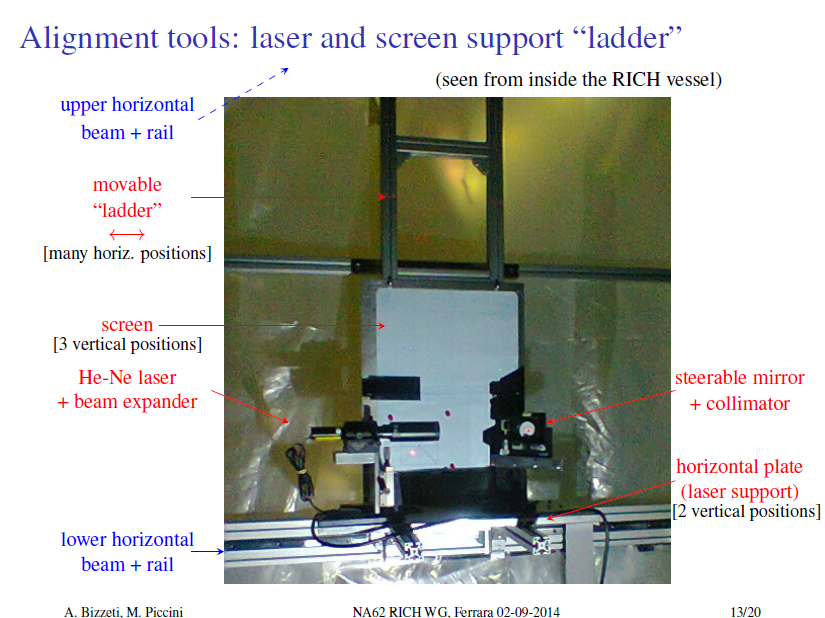 Alignment tools: laser and screen support “ladder”
(seen from inside the RICH vessel)
upper horizontal
beam + rail
movable
“ladder”
[many horiz. positions]
screen
[3 vertical positions]
He-Ne laser
+ beam expander
steerable mirror
+ collimator
horizontal plate
(laser support)
[2 vertical positions]
lower horizontal
beam + rail
A. Bizzeti, M. Piccini
NA62 RICH WG, Ferrara 02-09-2014
13/20